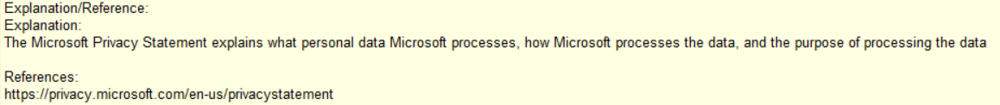 Explanation/Reference:
Explanation:
The Microsoft Privacy Statement explains what personal data Microsoft processes, how Microsoft processes the data, and the purpose of processing the data
References:
https://privacy.microsoft.com/en-us/privacystatement